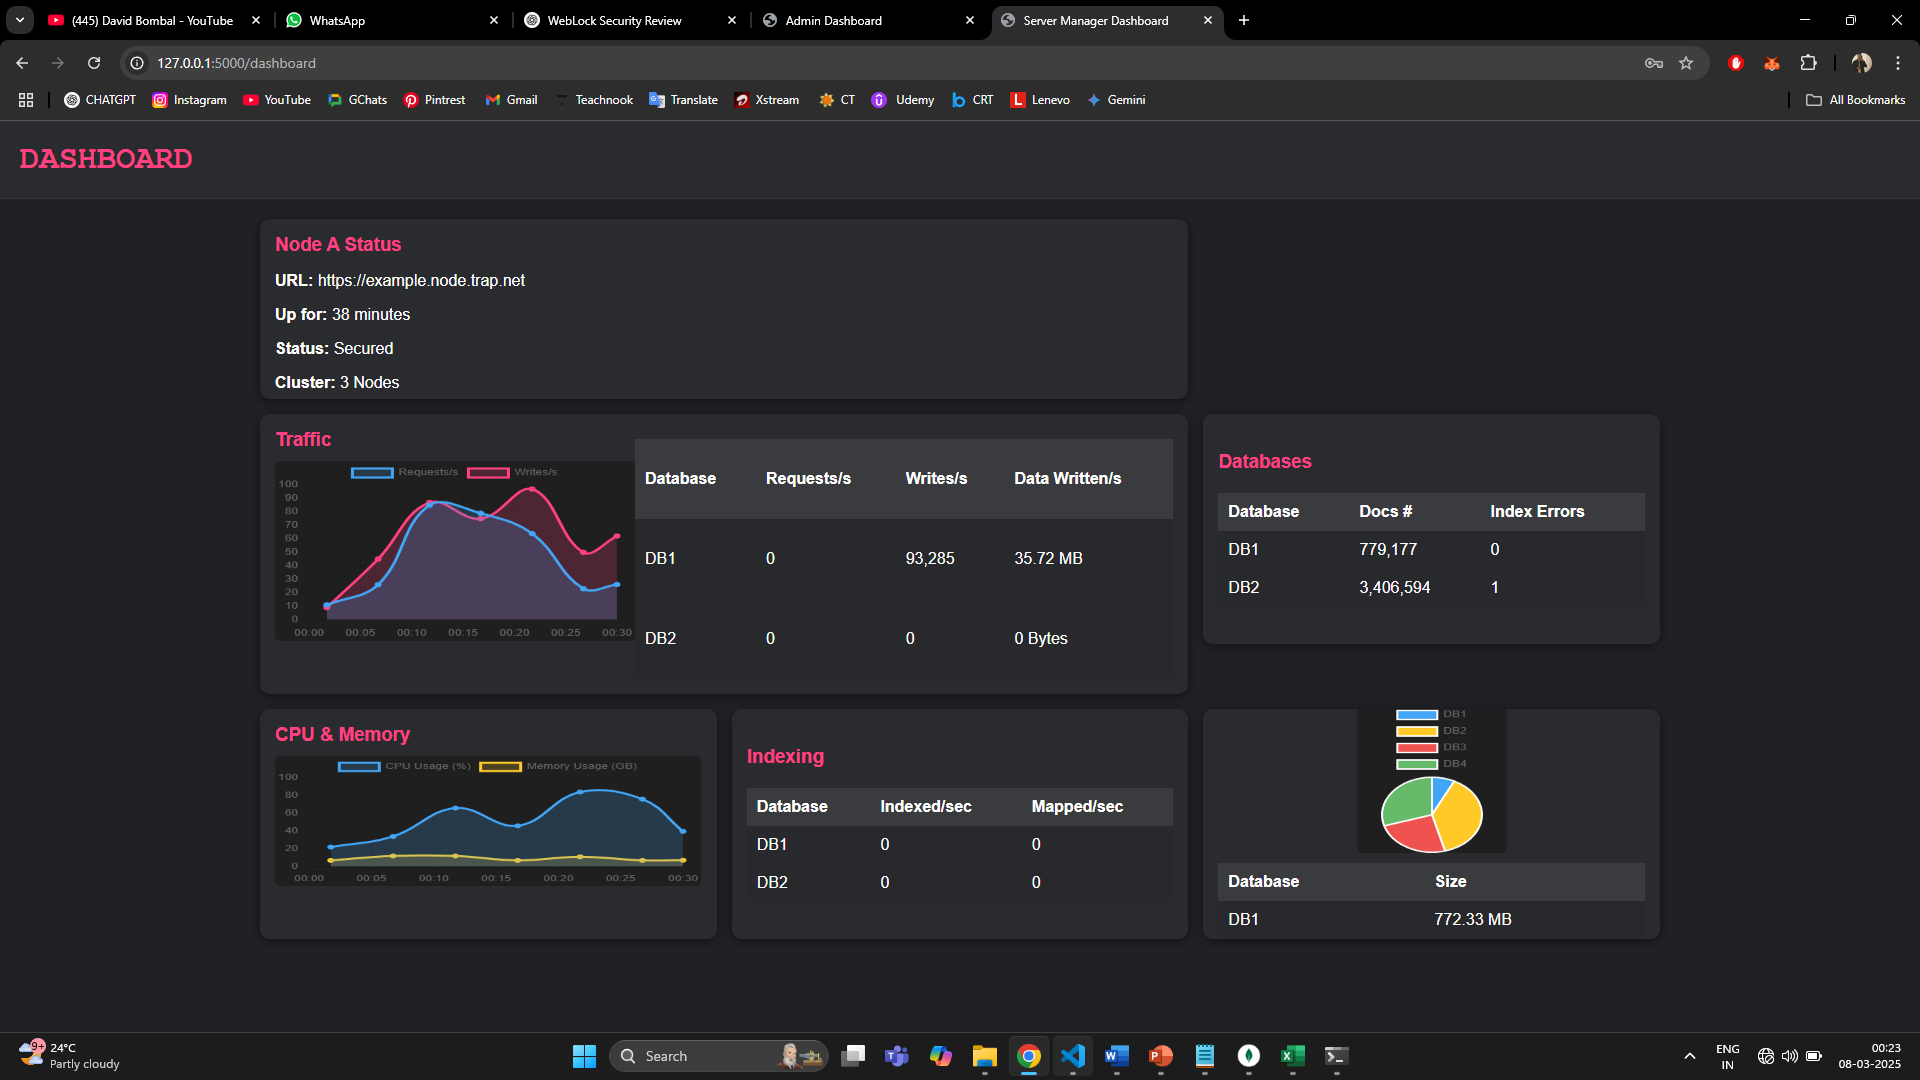 (445) David Bombal - YouTube
WhatsApp
WebLock Security Review
Admin Dashboard
Server Manager Dashboard
127.0.0.1:5000/dashboard
CHATGPT Instagram YouTube GChats Pintrest Gmail Teachnook Translate Xstream CT Udemy CRT Lenevo Gemini All Bookmarks
DASHBOARD
Node A Status
URL: https://example.node.trap.net
Up for: 38 minutes
Status: Secured
Cluster: 3 Nodes
Traffic
Requests/s Writes/s
100
90
80
70
60
50
40
30
20
10
0
00:00 00:05 00:10 00:15 00:20 00:25 00:30
Database Requests/s Writes/s Data Written/s
DB1 0 93,285 35.72 MB
DB2 0 0 0 Bytes
Databases
Database Docs # Index Errors
DB1 779,177 0
DB2 3,406,594 1
CPU & Memory
CPU Usage (%) Memory Usage (GB)
100
80
60
40
20
0
00:00 00:05 00:10 00:15 00:20 00:25 00:30
Indexing
Database Indexed/sec Mapped/sec
DB1 0 0
DB2 0 0
DB1
DB2
DB3
DB4
Database Size
DB1 772.33 MB
9+
24°C
Partly cloudy
Search
ENG
IN
00:23
08-03-2025